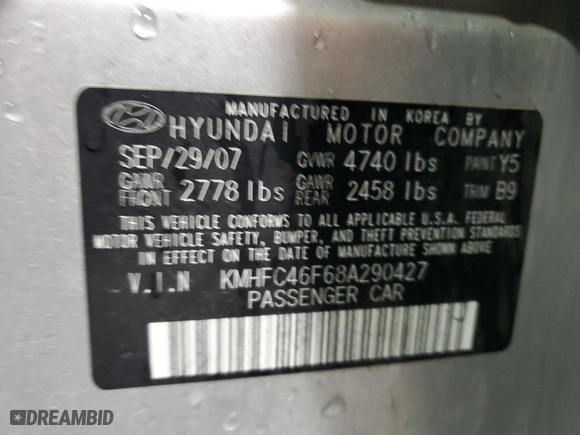 MANUFACTURED IN KOREA BY
HYUNDAI MOTOR COMPANY
SEP/29/07 GVWR 4740 lbs PAINT Y5
GAWR FRONT 2778 lbs GAWR REAR 2458 lbs TRIM B9
THIS VEHICLE CONFORMS TO ALL APPLICABLE U.S.A. FEDERAL
MOTOR VEHICLE SAFETY, BUMPER, AND THEFT PREVENTION STANDARDS
IN EFFECT ON THE DATE OF MANUFACTURE SHOWN ABOVE.
V.I.N KMHFC46F68A290427
PASSENGER CAR
DREAMBID